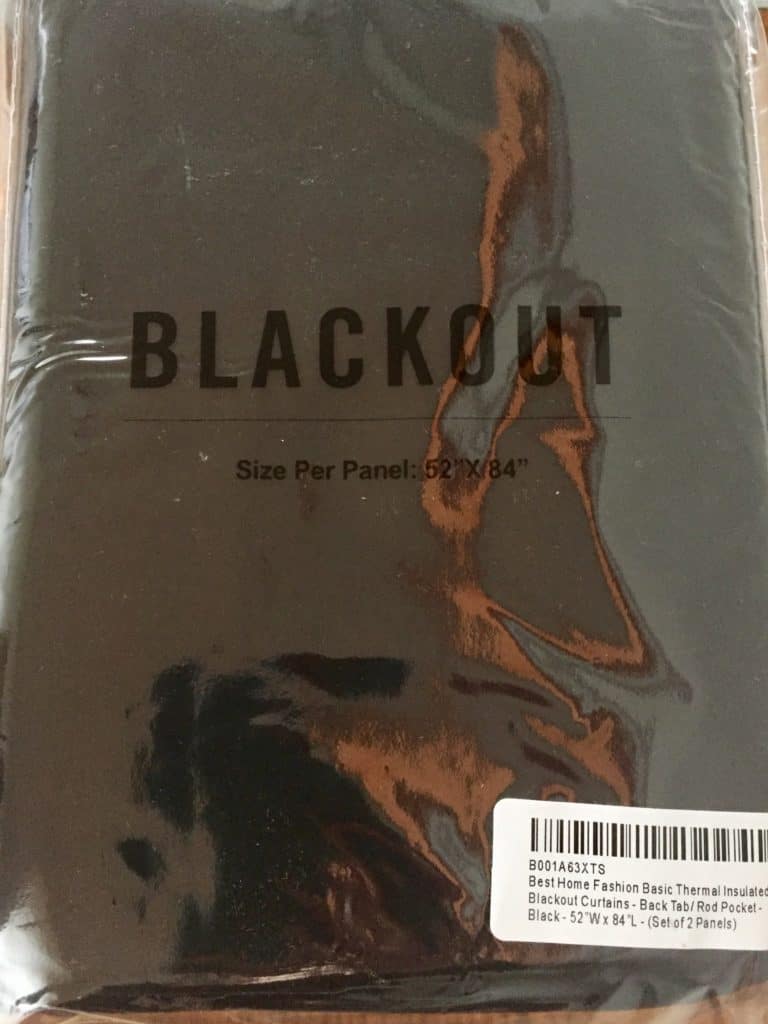 BLACKOUT
Size Per Panel: 52”X 84”
B001A63XTS
Best Home Fashion Basic Thermal Insulated
Blackout Curtains - Back Tab/ Rod Pocket -
Black - 52”W x 84”L - (Set of 2 Panels)